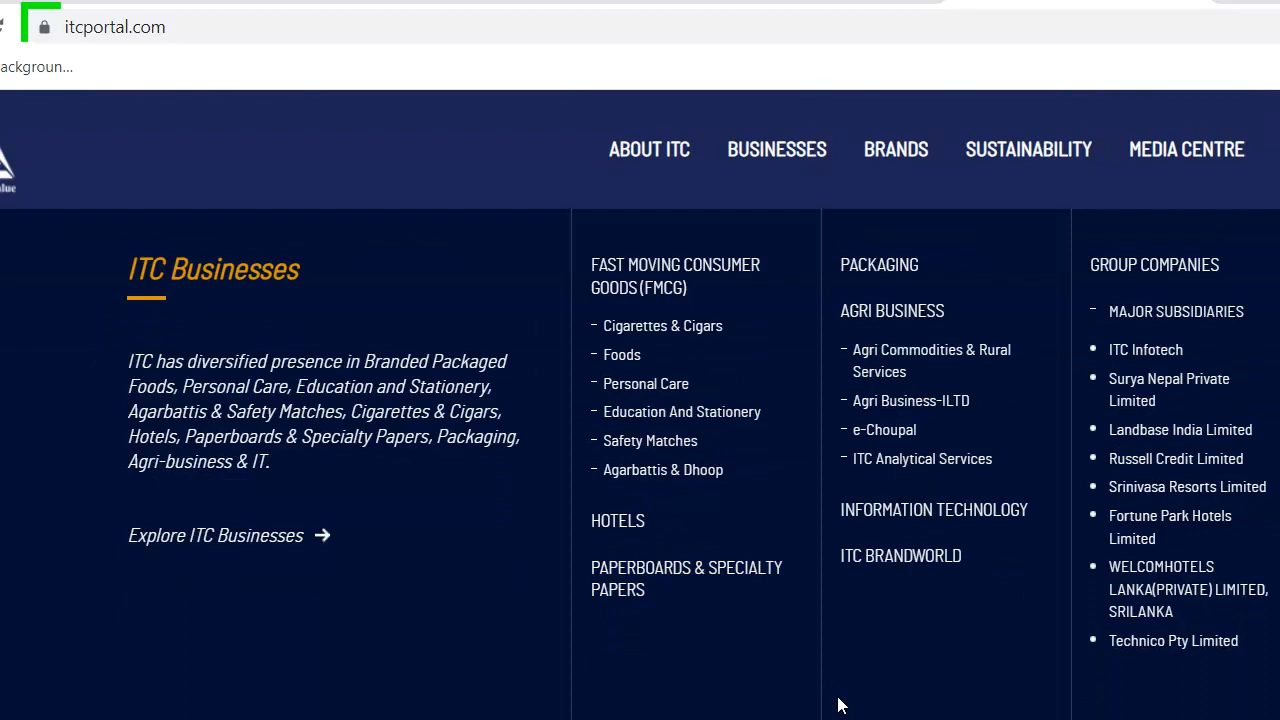 itcportal.com
ackgroun...
alue
ABOUT ITC BUSINESSES BRANDS SUSTAINABILITY MEDIA CENTRE
ITC Businesses
ITC has diversified presence in Branded Packaged
Foods, Personal Care, Education and Stationery,
Agarbattis & Safety Matches, Cigarettes & Cigars,
Hotels, Paperboards & Specialty Papers, Packaging,
Agri-business & IT.
Explore ITC Businesses →
FAST MOVING CONSUMER
GOODS (FMCG)
- Cigarettes & Cigars
- Foods
- Personal Care
- Education And Stationery
- Safety Matches
- Agarbattis & Dhoop
HOTELS
PAPERBOARDS & SPECIALTY
PAPERS
PACKAGING
AGRI BUSINESS
- Agri Commodities & Rural
Services
- Agri Business-ILTD
- e-Choupal
- ITC Analytical Services
INFORMATION TECHNOLOGY
ITC BRANDWORLD
GROUP COMPANIES
- MAJOR SUBSIDIARIES
• ITC Infotech
• Surya Nepal Private
Limited
• Landbase India Limited
• Russell Credit Limited
• Srinivasa Resorts Limited
• Fortune Park Hotels
Limited
• WELCOMHOTELS
LANKA(PRIVATE) LIMITED,
SRILANKA
• Technico Pty Limited